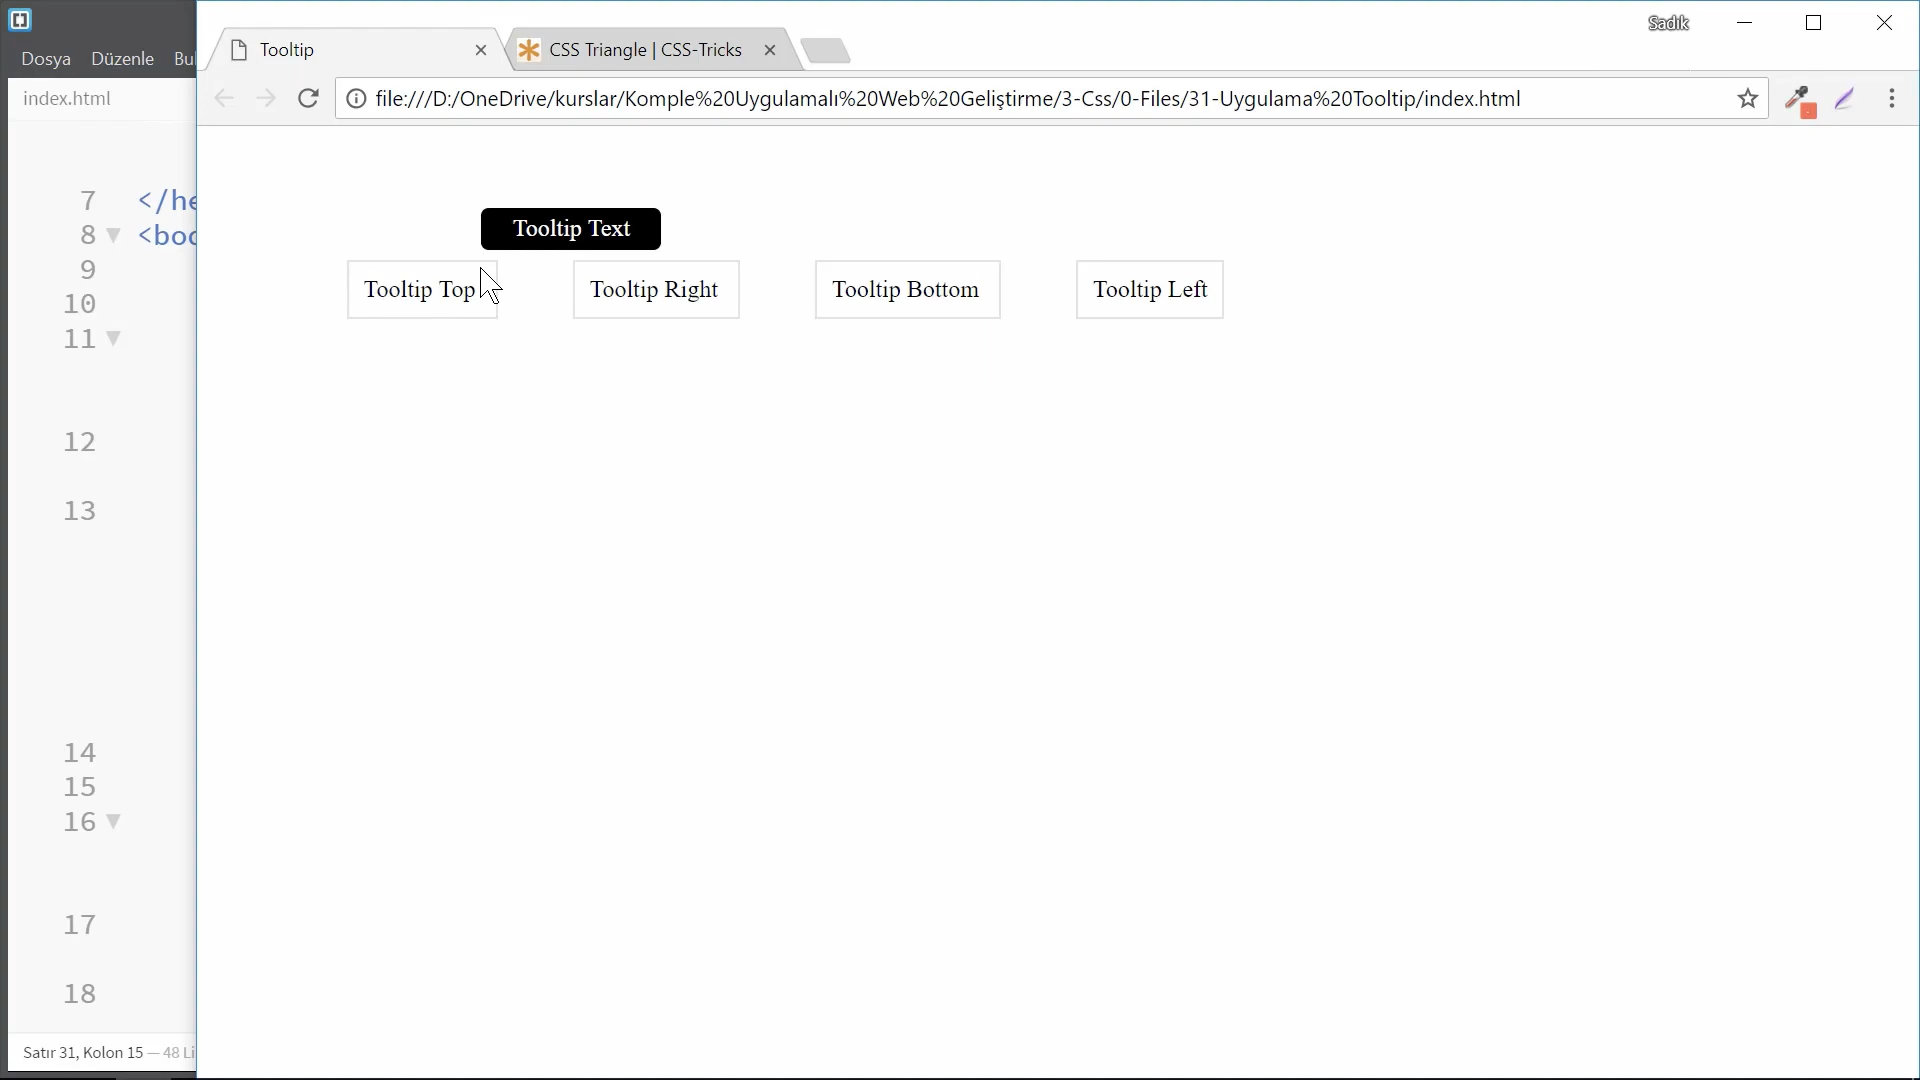 Sadık
Tooltip
CSS Triangle | CSS-Tricks
Dosya Düzenle Bul
file:///D:/OneDrive/kurslar/Komple%20Uygulamalı%20Web%20Geliştirme/3-Css/0-Files/31-Uygulama%20Tooltip/index.html
index.html
7 </he
8 <boc
9
10
11
12
13
14
15
16
17
18
Tooltip Text
Tooltip Top
Tooltip Right
Tooltip Bottom
Tooltip Left
Satır 31, Kolon 15 — 48 Li